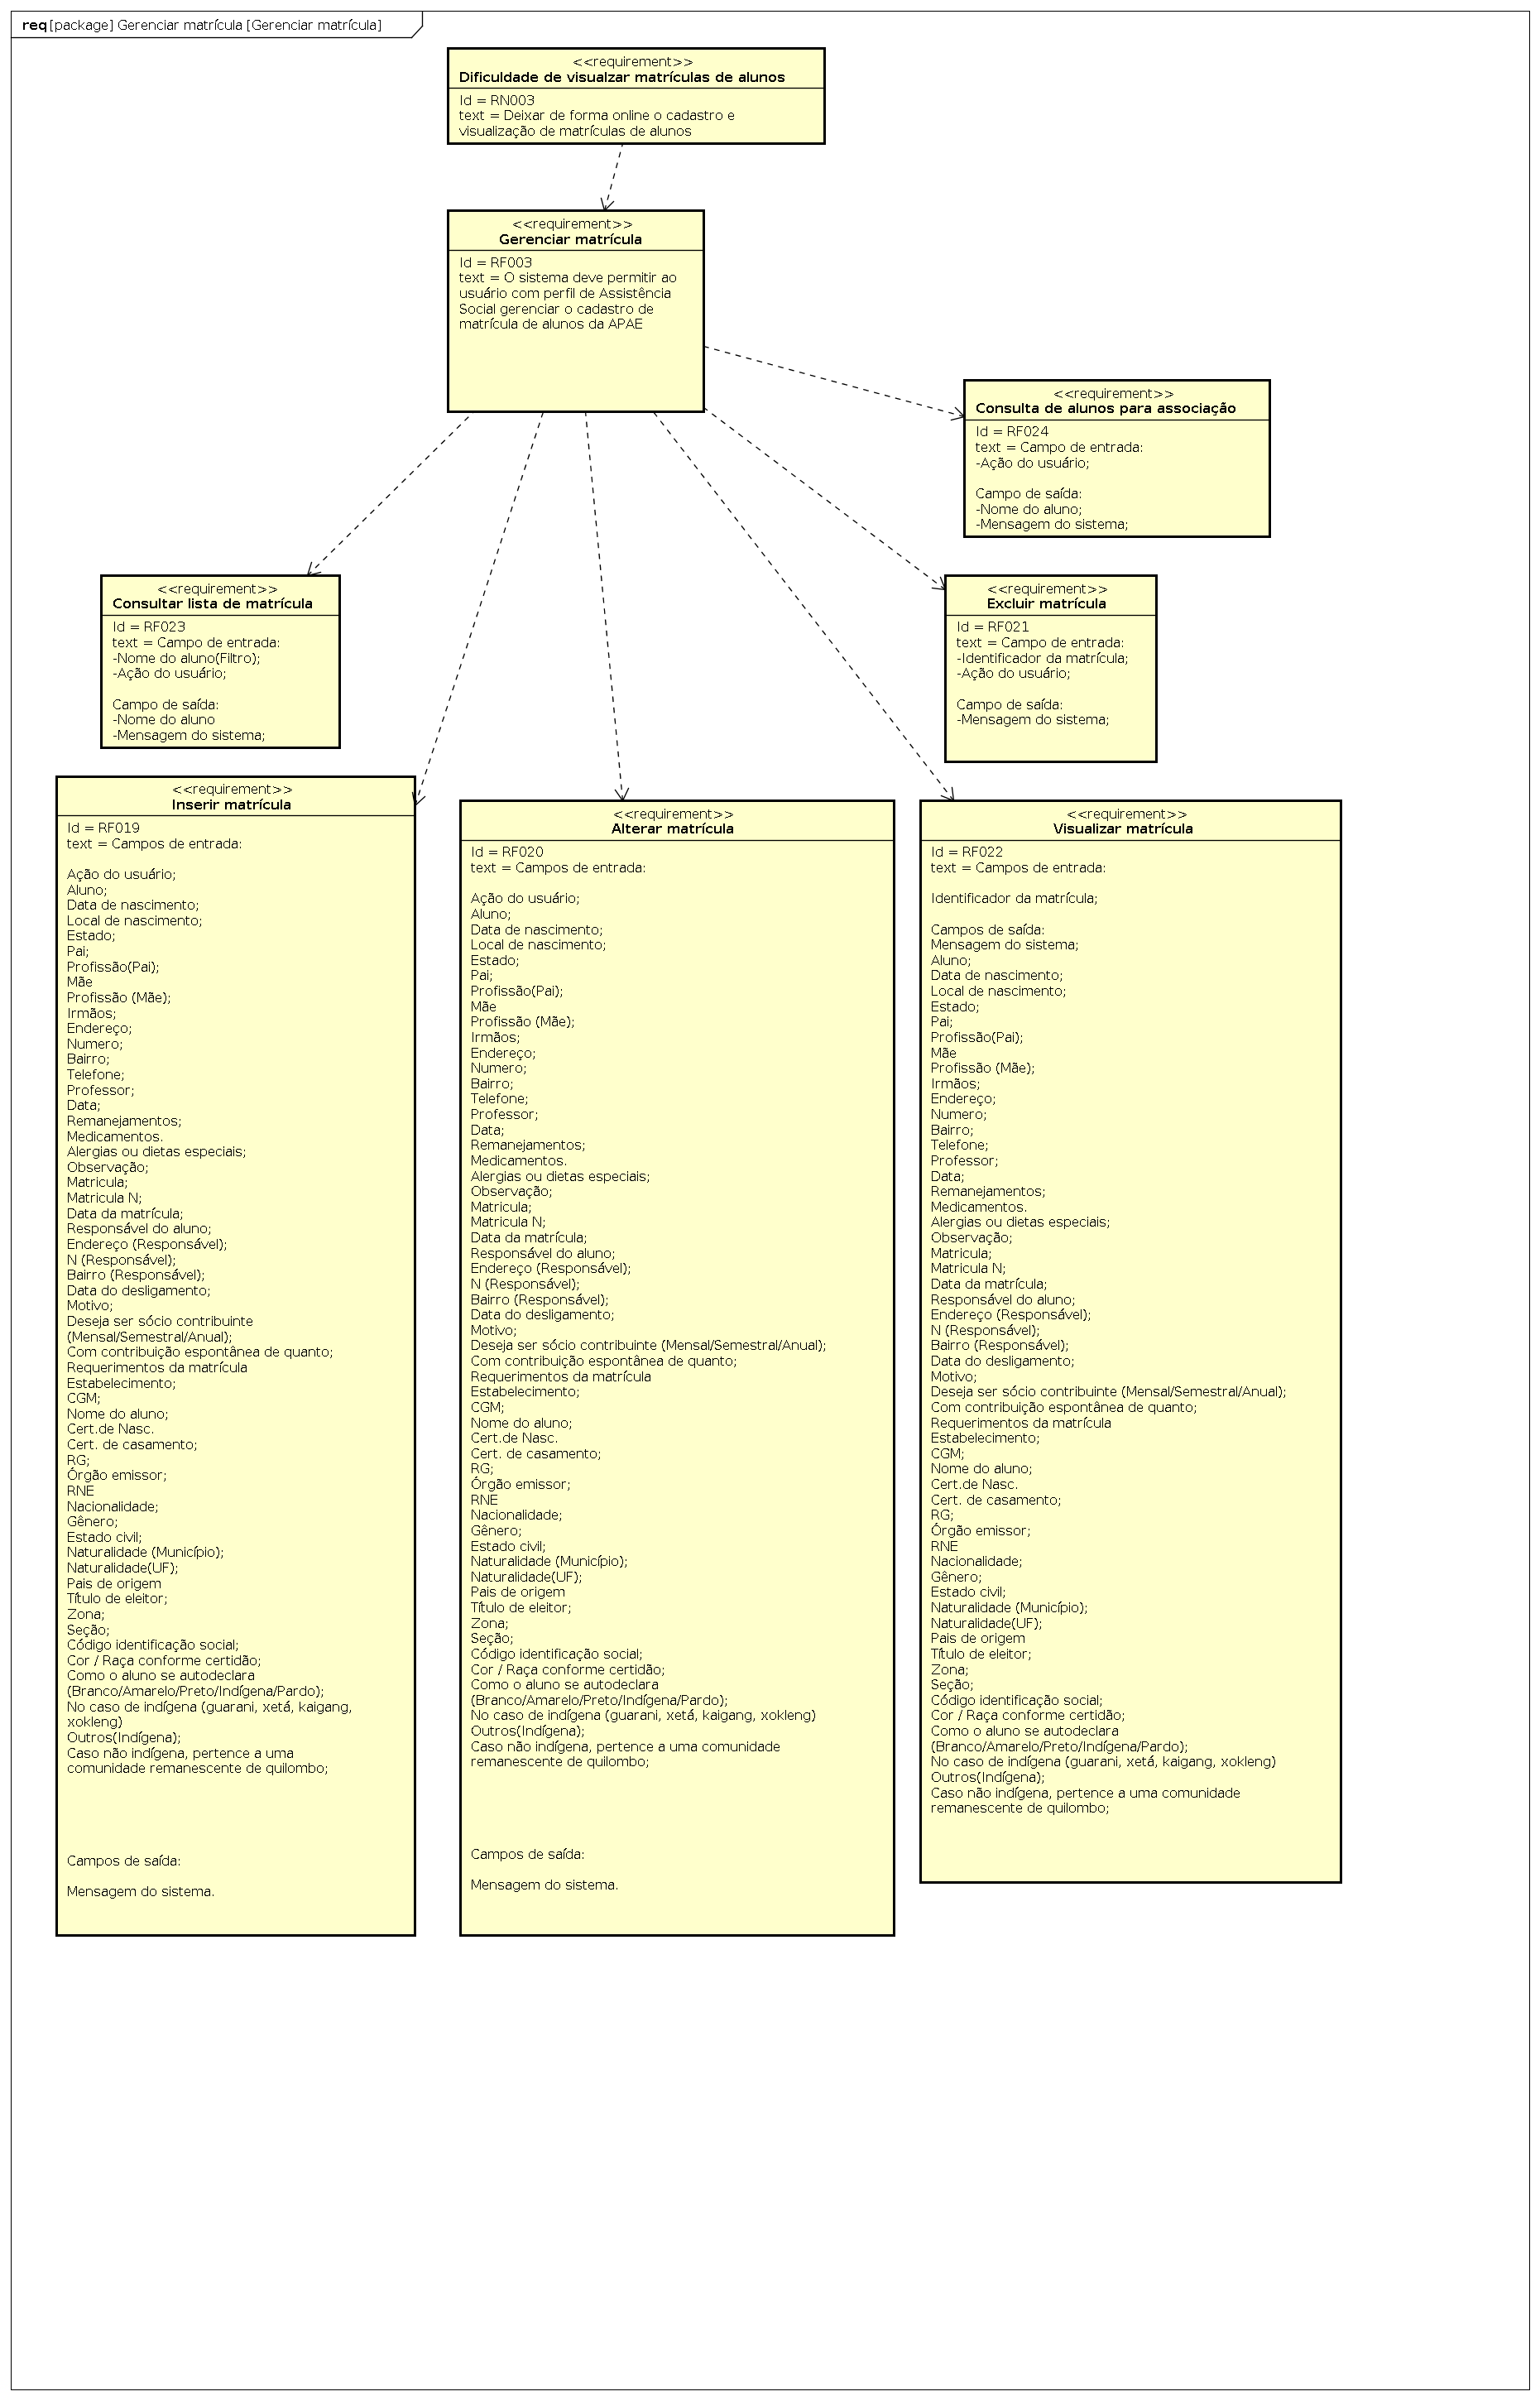 req [package] Gerenciar matrícula [Gerenciar matrícula]
<<requirement>>
Dificuldade de visualzar matrículas de alunos
Id = RN003
text = Deixar de forma online o cadastro e
visualização de matrículas de alunos
<<requirement>>
Gerenciar matrícula
Id = RF003
text = O sistema deve permitir ao
usuário com perfil de Assistência
Social gerenciar o cadastro de
matrícula de alunos da APAE
<<requirement>>
Consulta de alunos para associação
Id = RF024
text = Campo de entrada:
-Ação do usuário;
Campo de saída:
-Nome do aluno;
-Mensagem do sistema;
<<requirement>>
Consultar lista de matrícula
Id = RF023
text = Campo de entrada:
-Nome do aluno(Filtro);
-Ação do usuário;
Campo de saída:
-Nome do aluno
-Mensagem do sistema;
<<requirement>>
Excluir matrícula
Id = RF021
text = Campo de entrada:
-Identificador da matrícula;
-Ação do usuário;
Campo de saída:
-Mensagem do sistema;
<<requirement>>
Inserir matrícula
Id = RF019
text = Campos de entrada:
Ação do usuário;
Aluno;
Data de nascimento;
Local de nascimento;
Estado;
Pai;
Profissão(Pai);
Mãe
Profissão (Mãe);
Irmãos;
Endereço;
Numero;
Bairro;
Telefone;
Professor;
Data;
Remanejamentos;
Medicamentos.
Alergias ou dietas especiais;
Observação;
Matricula;
Matricula N;
Data da matrícula;
Responsável do aluno;
Endereço (Responsável);
N (Responsável);
Bairro (Responsável);
Data do desligamento;
Motivo;
Deseja ser sócio contribuinte
(Mensal/Semestral/Anual);
Com contribuição espontânea de quanto;
Requerimentos da matrícula
Estabelecimento;
CGM;
Nome do aluno;
Cert.de Nasc.
Cert. de casamento;
RG;
Órgão emissor;
RNE
Nacionalidade;
Gênero;
Estado civil;
Naturalidade (Município);
Naturalidade(UF);
Pais de origem
Título de eleitor;
Zona;
Seção;
Código identificação social;
Cor / Raça conforme certidão;
Como o aluno se autodeclara
(Branco/Amarelo/Preto/Indígena/Pardo);
No caso de indígena (guarani, xetá, kaigang,
xokleng)
Outros(Indígena);
Caso não indígena, pertence a uma
comunidade remanescente de quilombo;
Campos de saída:
Mensagem do sistema.
<<requirement>>
Alterar matrícula
Id = RF020
text = Campos de entrada:
Ação do usuário;
Aluno;
Data de nascimento;
Local de nascimento;
Estado;
Pai;
Profissão(Pai);
Mãe
Profissão (Mãe);
Irmãos;
Endereço;
Numero;
Bairro;
Telefone;
Professor;
Data;
Remanejamentos;
Medicamentos.
Alergias ou dietas especiais;
Observação;
Matricula;
Matricula N;
Data da matrícula;
Responsável do aluno;
Endereço (Responsável);
N (Responsável);
Bairro (Responsável);
Data do desligamento;
Motivo;
Deseja ser sócio contribuinte (Mensal/Semestral/Anual);
Com contribuição espontânea de quanto;
Requerimentos da matrícula
Estabelecimento;
CGM;
Nome do aluno;
Cert.de Nasc.
Cert. de casamento;
RG;
Órgão emissor;
RNE
Nacionalidade;
Gênero;
Estado civil;
Naturalidade (Município);
Naturalidade(UF);
Pais de origem
Título de eleitor;
Zona;
Seção;
Código identificação social;
Cor / Raça conforme certidão;
Como o aluno se autodeclara
(Branco/Amarelo/Preto/Indígena/Pardo);
No caso de indígena (guarani, xetá, kaigang, xokleng)
Outros(Indígena);
Caso não indígena, pertence a uma comunidade
remanescente de quilombo;
Campos de saída:
Mensagem do sistema.
<<requirement>>
Visualizar matrícula
Id = RF022
text = Campos de entrada:
Identificador da matrícula;
Campos de saída:
Mensagem do sistema;
Aluno;
Data de nascimento;
Local de nascimento;
Estado;
Pai;
Profissão(Pai);
Mãe
Profissão (Mãe);
Irmãos;
Endereço;
Numero;
Bairro;
Telefone;
Professor;
Data;
Remanejamentos;
Medicamentos.
Alergias ou dietas especiais;
Observação;
Matricula;
Matricula N;
Data da matrícula;
Responsável do aluno;
Endereço (Responsável);
N (Responsável);
Bairro (Responsável);
Data do desligamento;
Motivo;
Deseja ser sócio contribuinte (Mensal/Semestral/Anual);
Com contribuição espontânea de quanto;
Requerimentos da matrícula
Estabelecimento;
CGM;
Nome do aluno;
Cert.de Nasc.
Cert. de casamento;
RG;
Órgão emissor;
RNE
Nacionalidade;
Gênero;
Estado civil;
Naturalidade (Município);
Naturalidade(UF);
Pais de origem
Título de eleitor;
Zona;
Seção;
Código identificação social;
Cor / Raça conforme certidão;
Como o aluno se autodeclara
(Branco/Amarelo/Preto/Indígena/Pardo);
No caso de indígena (guarani, xetá, kaigang, xokleng)
Outros(Indígena);
Caso não indígena, pertence a uma comunidade
remanescente de quilombo;